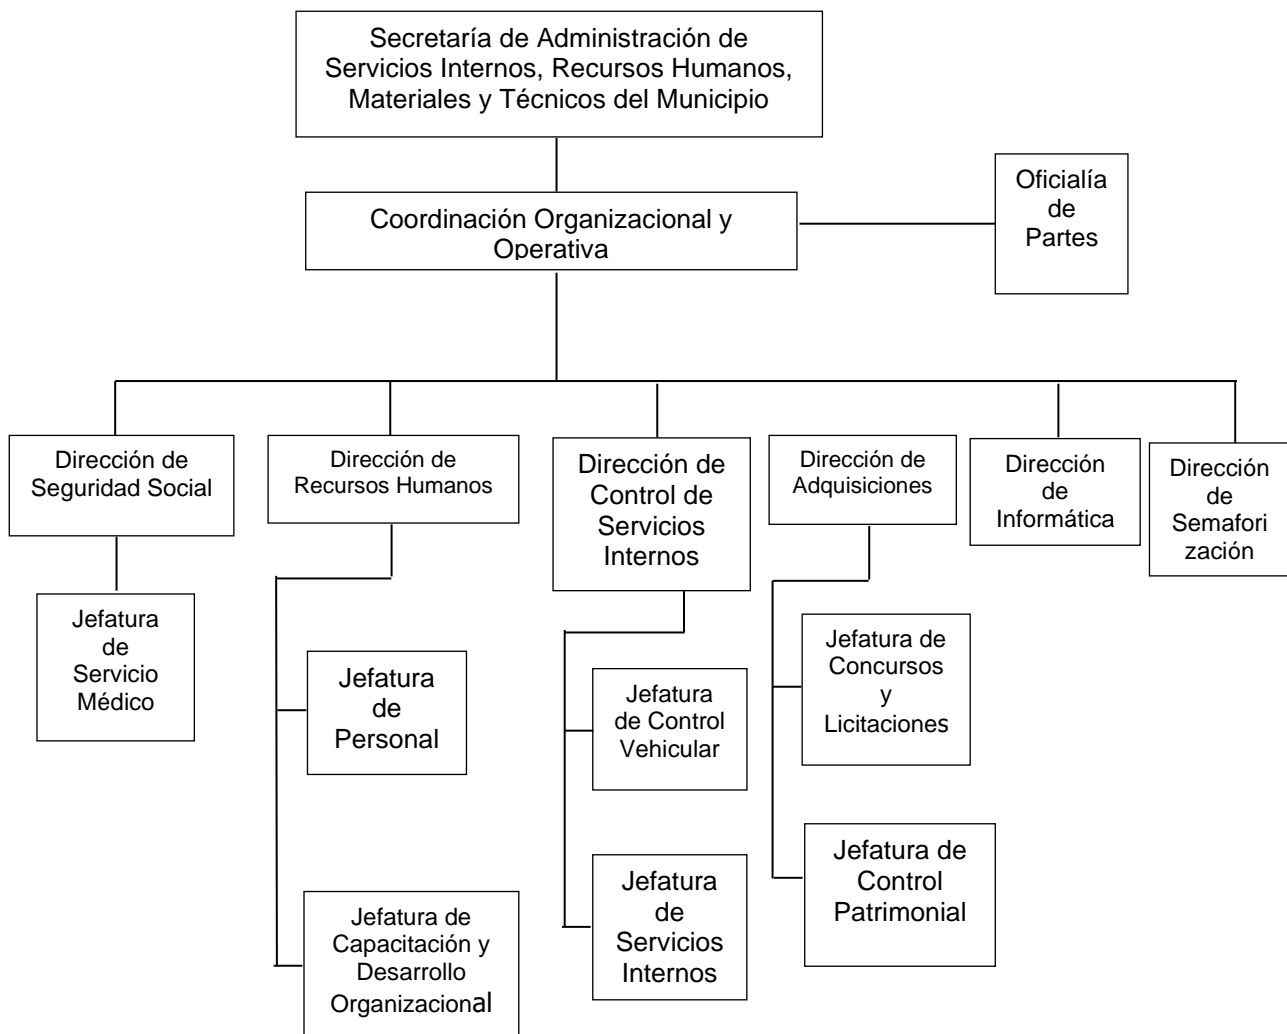 Secretaría de Administración de
Servicios Internos, Recursos Humanos,
Materiales y Técnicos del Municipio
Oficialía
de
Partes
Coordinación Organizacional y
Operativa
Dirección de
Seguridad Social
Dirección de
Recursos Humanos
Dirección de
Control de
Servicios
Internos
Dirección de
Adquisiciones
Dirección
de
Informática
Dirección
de
Semafori
zación
Jefatura
de
Servicio
Médico
Jefatura
de
Personal
Jefatura
de Control
Vehicular
Jefatura de
Concursos
y
Licitaciones
Jefatura de
Capacitación y
Desarrollo
Organizacional
Jefatura
de
Servicios
Internos
Jefatura de
Control
Patrimonial